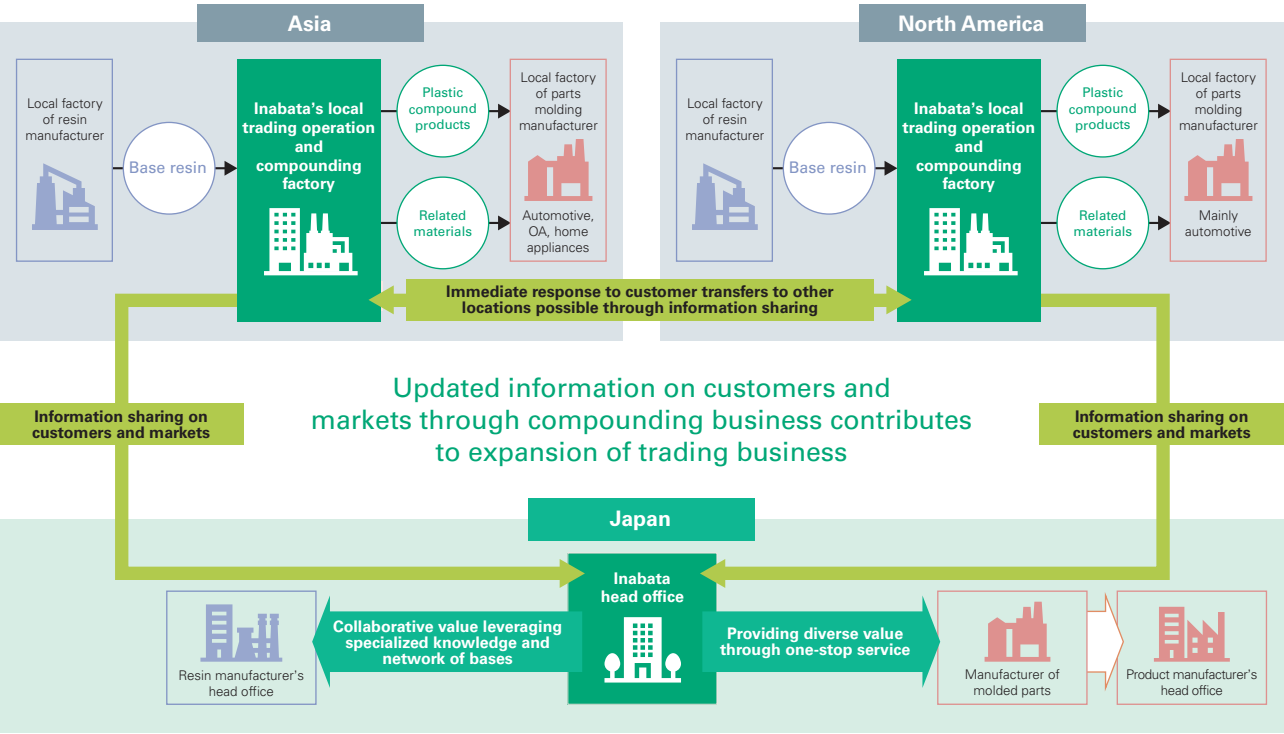 Asia
Local factory
of resin
manufacturer
Base resin
Inabata's local
trading operation
and
compounding
factory
Plastic
compound
products
Related
materials
Local factory
of parts
molding
manufacturer
Automotive,
OA, home
appliances
North America
Local factory
of resin
manufacturer
Base resin
Inabata's local
trading operation
and
compounding
factory
Plastic
compound
products
Related
materials
Local factory
of parts
molding
manufacturer
Mainly
automotive
Immediate response to customer transfers to other
locations possible through information sharing
Information sharing on
customers and markets
Updated information on customers and
markets through compounding business contributes
to expansion of trading business
Information sharing on
customers and markets
Japan
Inabata
head office
Resin manufacturer's
head office
Collaborative value leveraging
specialized knowledge and
network of bases
Providing diverse value
through one-stop service
Manufacturer of
molded parts
Product manufacturer's
head office